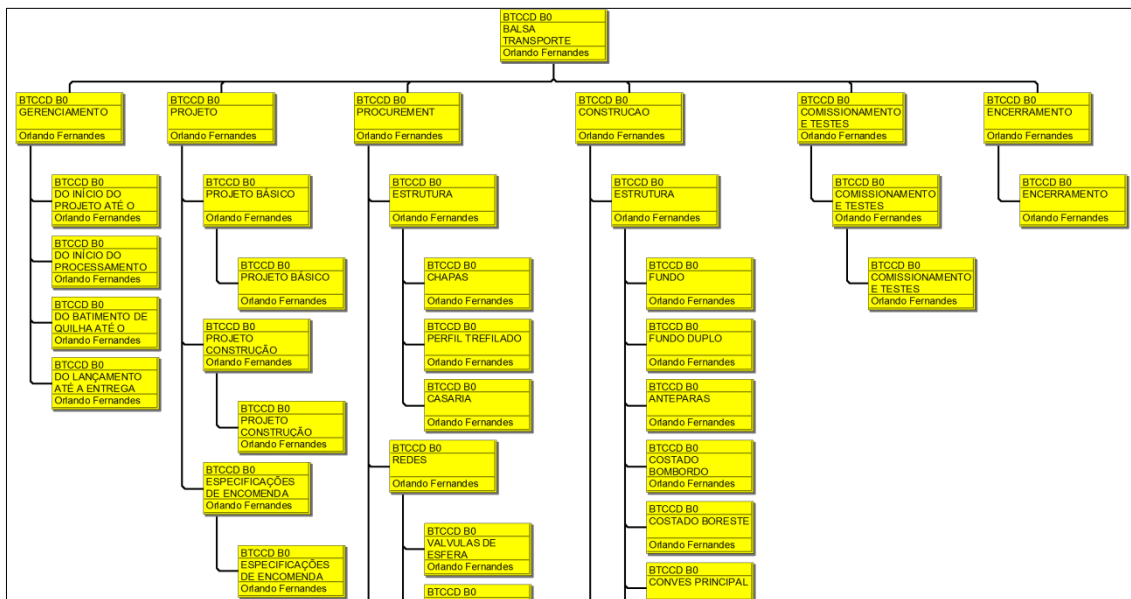 BTCCD B0
BALSA
TRANSPORTE
Orlando Fernandes
BTCCD B0
GERENCIAMENTO
Orlando Fernandes
BTCCD B0
PROJETO
Orlando Fernandes
BTCCD B0
PROCUREMENT
Orlando Fernandes
BTCCD B0
CONSTRUCAO
Orlando Fernandes
BTCCD B0
COMISSIONAMENTO
E TESTES
Orlando Fernandes
BTCCD B0
ENCERRAMENTO
Orlando Fernandes
BTCCD B0
DO INÍCIO DO
PROJETO ATÉ O
Orlando Fernandes
BTCCD B0
DO INÍCIO DO
PROCESSAMENTO
Orlando Fernandes
BTCCD B0
DO BATIMENTO DE
QUILHA ATÉ O
Orlando Fernandes
BTCCD B0
DO LANÇAMENTO
ATÉ A ENTREGA
Orlando Fernandes
BTCCD B0
PROJETO BÁSICO
Orlando Fernandes
BTCCD B0
PROJETO BÁSICO
Orlando Fernandes
BTCCD B0
PROJETO
CONSTRUÇÃO
Orlando Fernandes
BTCCD B0
PROJETO
CONSTRUÇÃO
Orlando Fernandes
BTCCD B0
ESPECIFICAÇÕES
DE ENCOMENDA
Orlando Fernandes
BTCCD B0
ESPECIFICAÇÕES
DE ENCOMENDA
Orlando Fernandes
BTCCD B0
ESTRUTURA
Orlando Fernandes
BTCCD B0
CHAPAS
Orlando Fernandes
BTCCD B0
PERFIL TREFILADO
Orlando Fernandes
BTCCD B0
CASARIA
Orlando Fernandes
BTCCD B0
REDES
Orlando Fernandes
BTCCD B0
VALVULAS DE
ESFERA
Orlando Fernandes
BTCCD B0
BTCCD B0
ESTRUTURA
Orlando Fernandes
BTCCD B0
FUNDO
Orlando Fernandes
BTCCD B0
FUNDO DUPLO
Orlando Fernandes
BTCCD B0
ANTEPARAS
Orlando Fernandes
BTCCD B0
COSTADO
BOMBORDO
Orlando Fernandes
BTCCD B0
COSTADO BORESTE
Orlando Fernandes
BTCCD B0
CONVES PRINCIPAL
BTCCD B0
COMISSIONAMENTO
E TESTES
Orlando Fernandes
BTCCD B0
COMISSIONAMENTO
E TESTES
Orlando Fernandes
BTCCD B0
ENCERRAMENTO
Orlando Fernandes